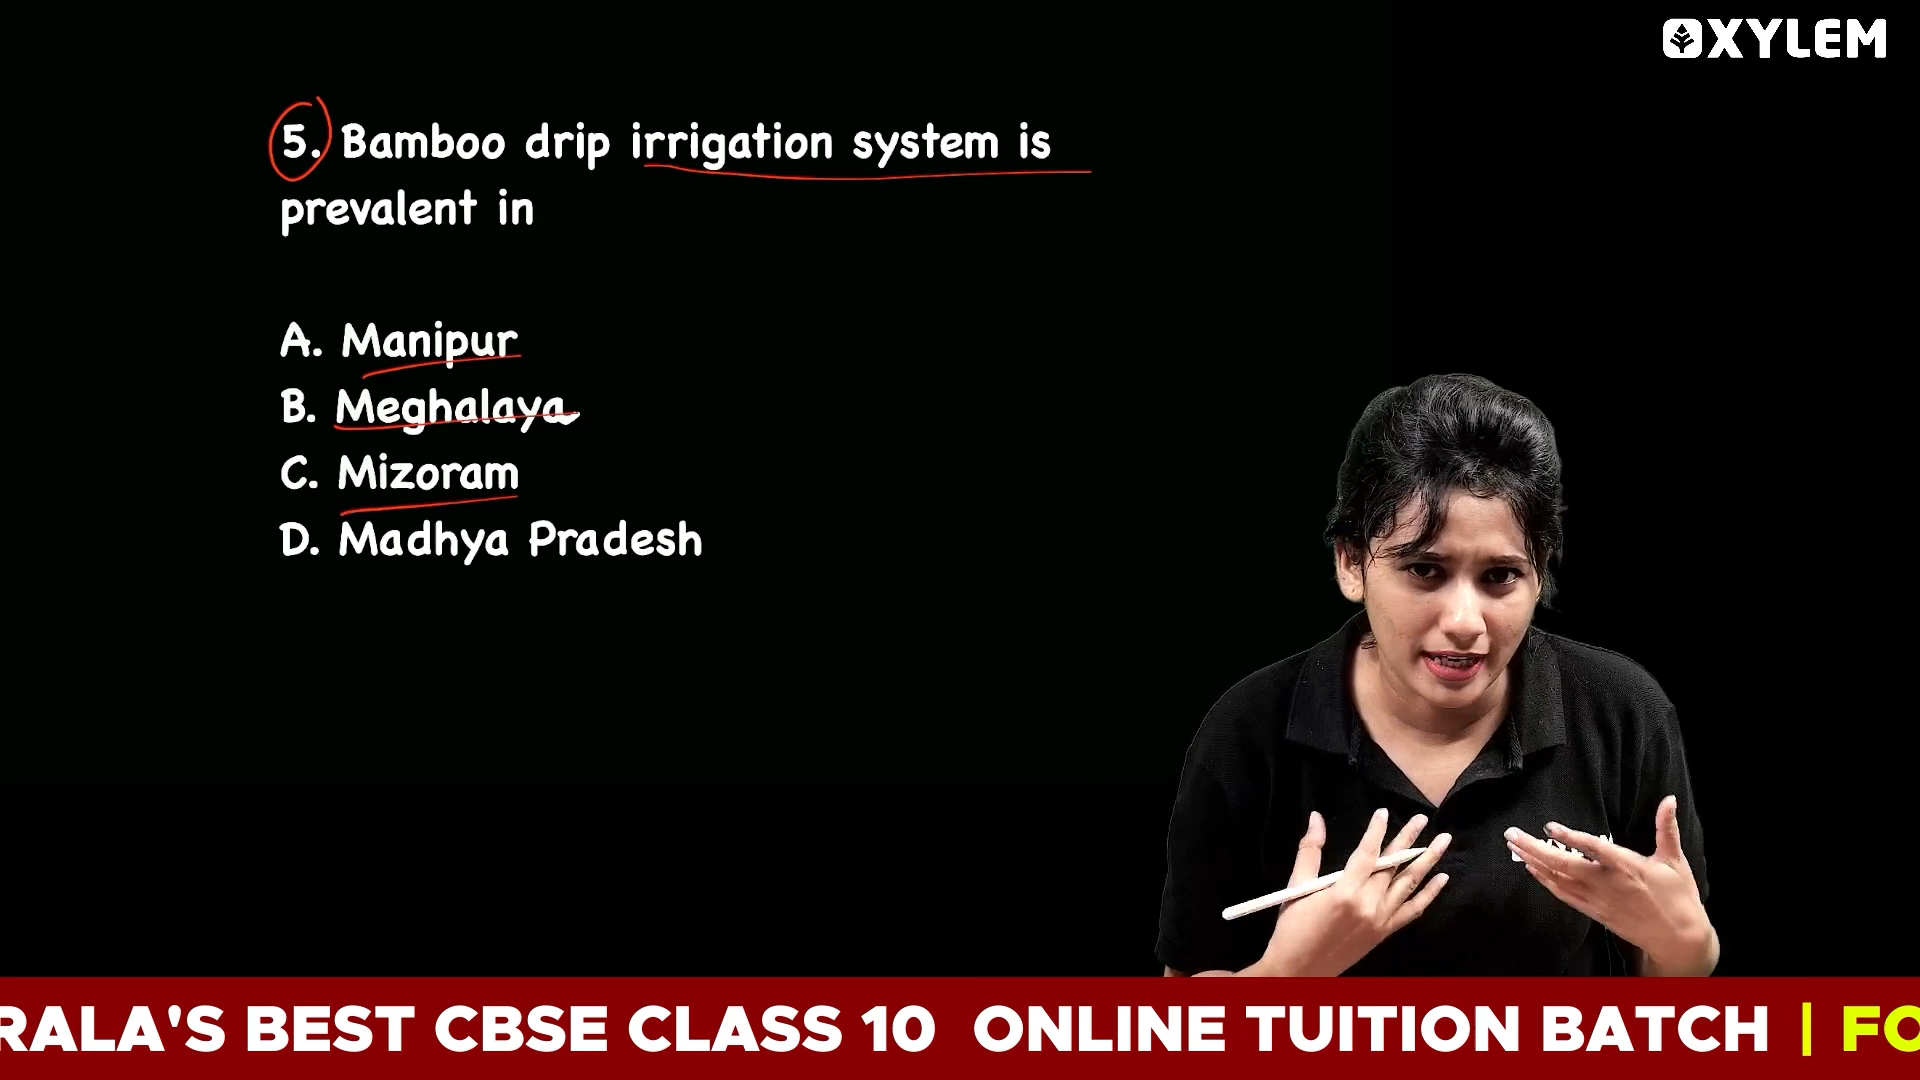 OXYLEM
5. Bamboo drip irrigation system is
prevalent in
A. Manipur
B. Meghalaya
C. Mizoram
D. Madhya Pradesh
RALA'S BEST CBSE CLASS 10 ONLINE TUITION BATCH | FO